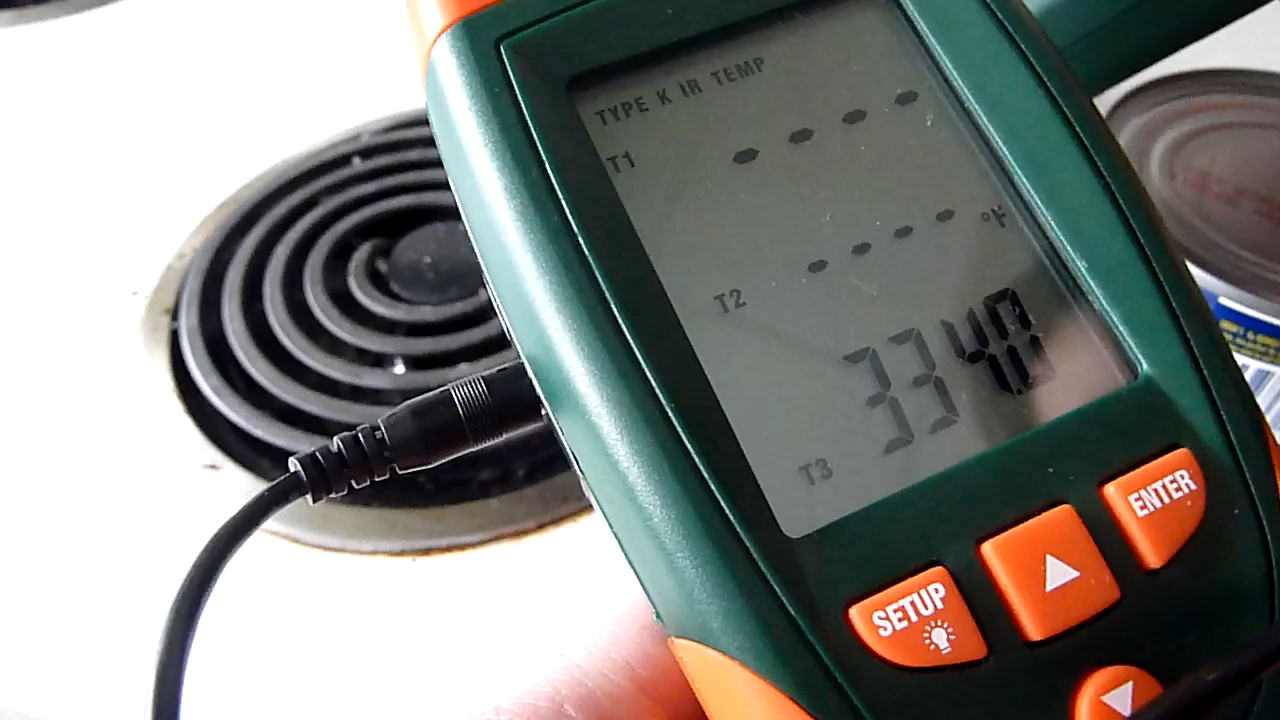 TYPE K IR TEMP
T1 - - - -
T2 - - - - °F
T3 334.0
SETUP
ENTER